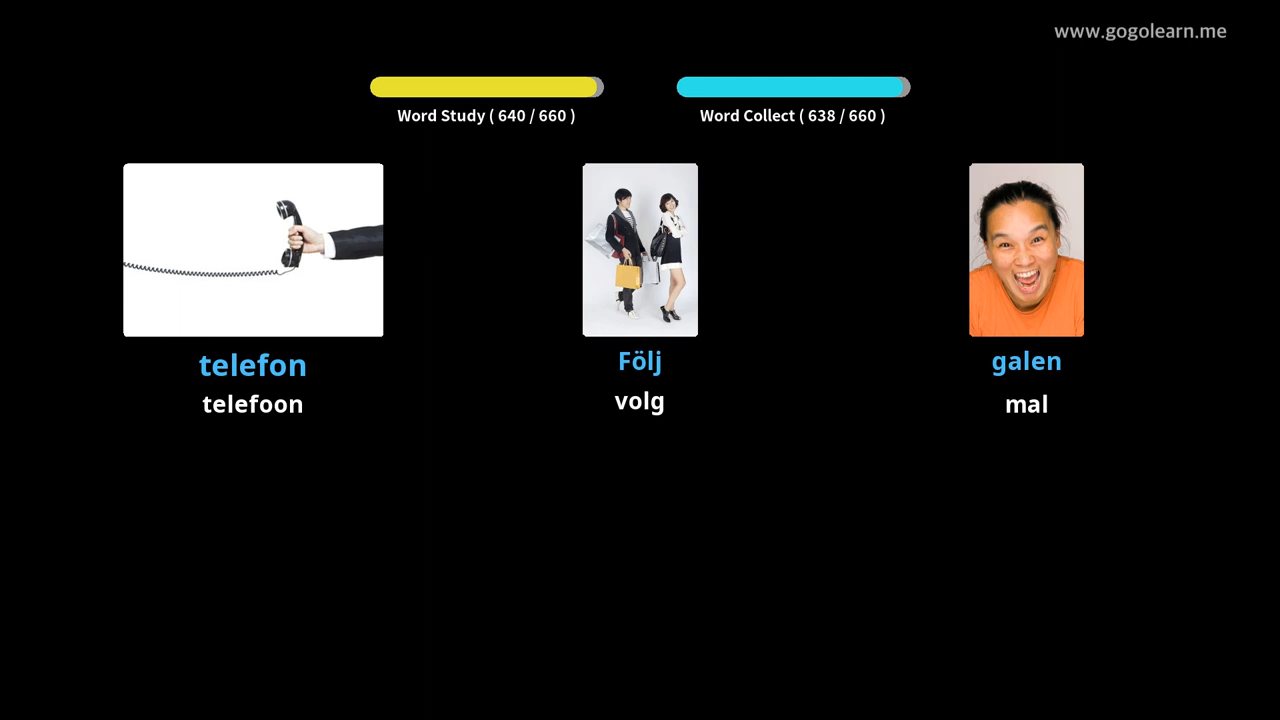 www.gogolearn.me
Word Study ( 640 / 660 )
Word Collect ( 638 / 660 )
telefon
telefoon
Följ
volg
galen
mal